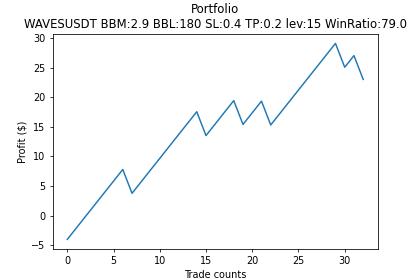 Portfolio
WAVESUSDT BBM:2.9 BBL:180 SL:0.4 TP:0.2 lev:15 WinRatio:79.0
30
25
20
15
10
5
0
−5
Profit ($)
0 5 10 15 20 25 30
Trade counts